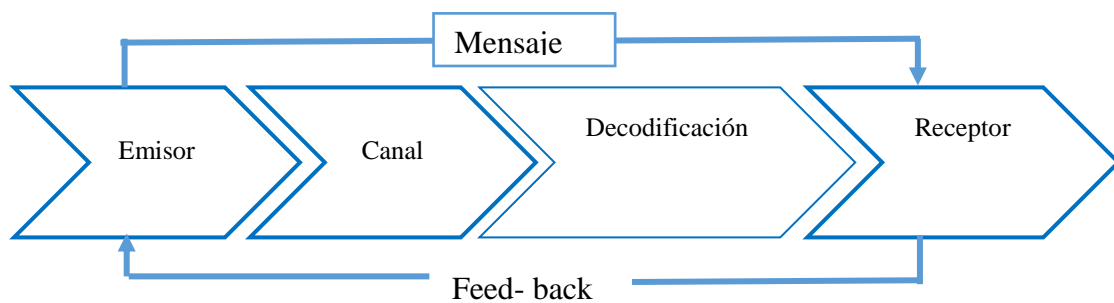 Mensaje
Emisor
Canal
Decodificación
Receptor
Feed- back